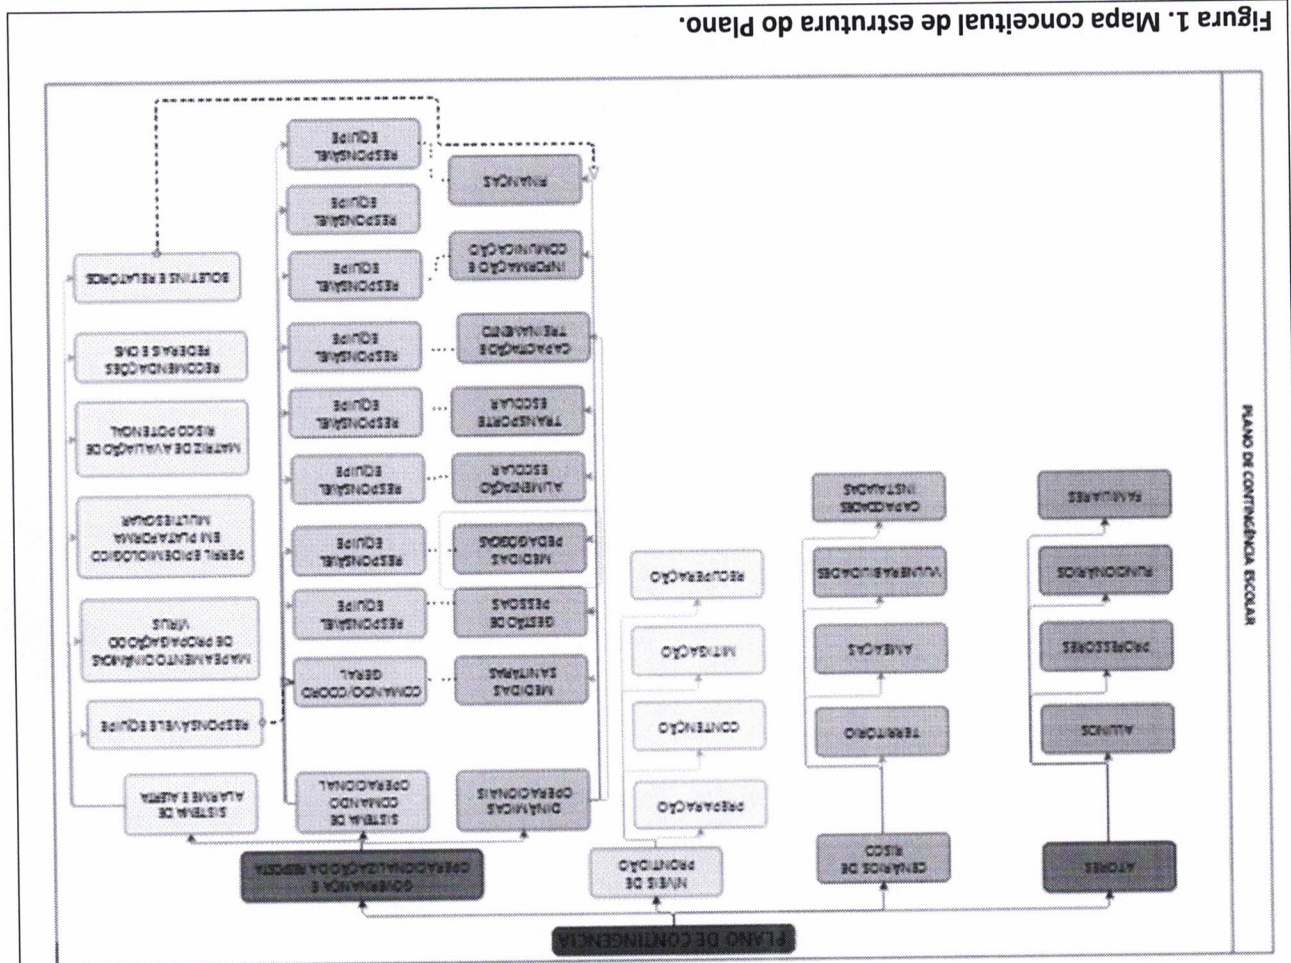 PLANO DE CONTINGÊNCIA ESCOLAR
PLANO DE CONTINGÊNCIA
ATORES
CENÁRIOS DE
RISCO
NÍVEIS DE
PRONTIDÃO
GOVERNANÇA E
OPERACIONALIZAÇÃO DA RESPOSTA
ALUNOS
PROFESSORES
FUNCIONÁRIOS
FAMILIARES
TERRITÓRIO
AMEAÇAS
VULNERABILIDADES
CAPACIDADES
INSTALADAS
PREPARAÇÃO
CONTENÇÃO
MITIGAÇÃO
RECUPERAÇÃO
DINÂMICAS
OPERACIONAIS
MEDIDAS
SANITÁRIAS
GESTÃO DE
PESSOAS
MEDIDAS
PEDAGÓGICAS
ALIMENTAÇÃO
ESCOLAR
TRANSPORTE
ESCOLAR
CAPACITAÇÃO E
TREINAMENTO
INFORMAÇÃO E
COMUNICAÇÃO
FINANÇAS
SISTEMA DE
COMANDO
OPERACIONAL
COMANDO/COORD
GERAL
RESPONSÁVEL
EQUIPE
RESPONSÁVEL
EQUIPE
RESPONSÁVEL
EQUIPE
RESPONSÁVEL
EQUIPE
RESPONSÁVEL
EQUIPE
RESPONSÁVEL
EQUIPE
RESPONSÁVEL
EQUIPE
RESPONSÁVEL
EQUIPE
SISTEMA DE
ALARME E ALERTA
RESPONSÁVEL E EQUIPE
MAPEAMENTO DINÂMICAS
DE PROPAGAÇÃO DO
VÍRUS
PERFIL EPIDEMIOLÓGICO
EM PLATAFORMA
MULTIESCALAR
MATRIZ DE AVALIAÇÃO DE
RISCO POTENCIAL
RECOMENDAÇÕES
FEDERAIS E OMS
BOLETINS E RELATÓRIOS
Figura 1. Mapa conceitual de estrutura do Plano.